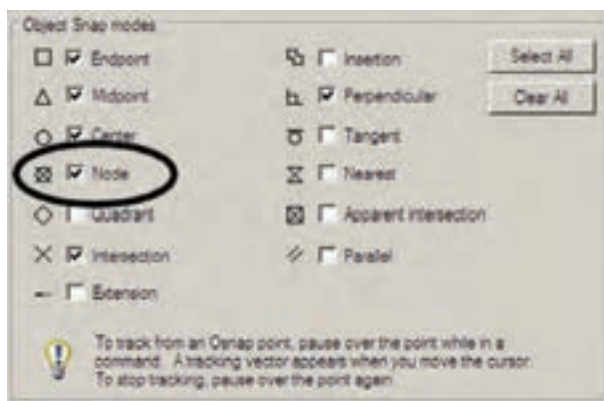 Object Snap modes
Endpoint
Midpoint
Center
Node
Quadrant
Intersection
Extension
Insertion
Perpendicular
Tangent
Nearest
Apparent intersection
Parallel
Select All
Clear All
To track from an Osnap point, pause over the point while in a
command. A tracking vector appears when you move the cursor.
To stop tracking, pause over the point again.